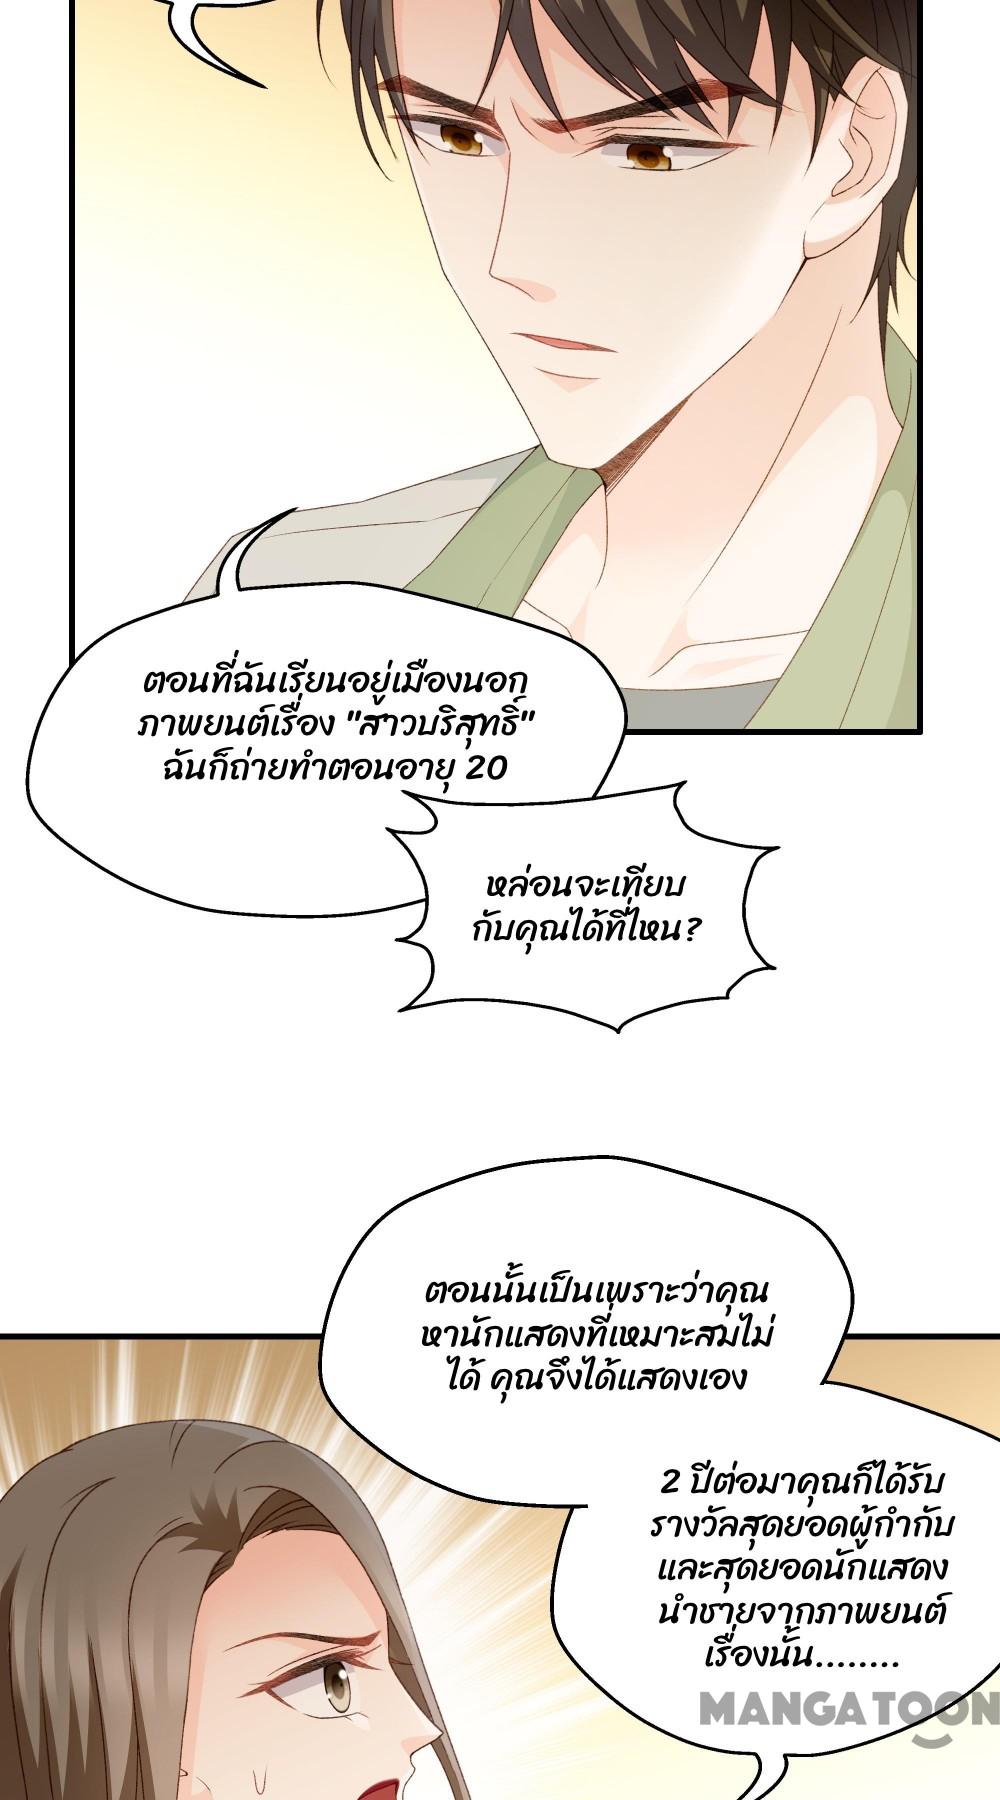 ตอนที่ฉันเรียนอยู่เมืองนอก
ภาพยนต์เรื่อง "สาวบริสุทธิ์"
ฉันก็ถ่ายทำตอนอายุ 20
หล่อนจะเทียบ
กับคุณได้ที่ไหน?
ตอนนั้นเป็นเพราะว่าคุณ
หานักแสดงที่เหมาะสมไม่
ได้ คุณจึงได้แสดงเอง
2 ปีต่อมาคุณก็ได้รับ
รางวัลสุดยอดผู้กำกับ
และสุดยอดนักแสดง
นำชายจากภาพยนต์
เรื่องนั้น........
MANGATOON